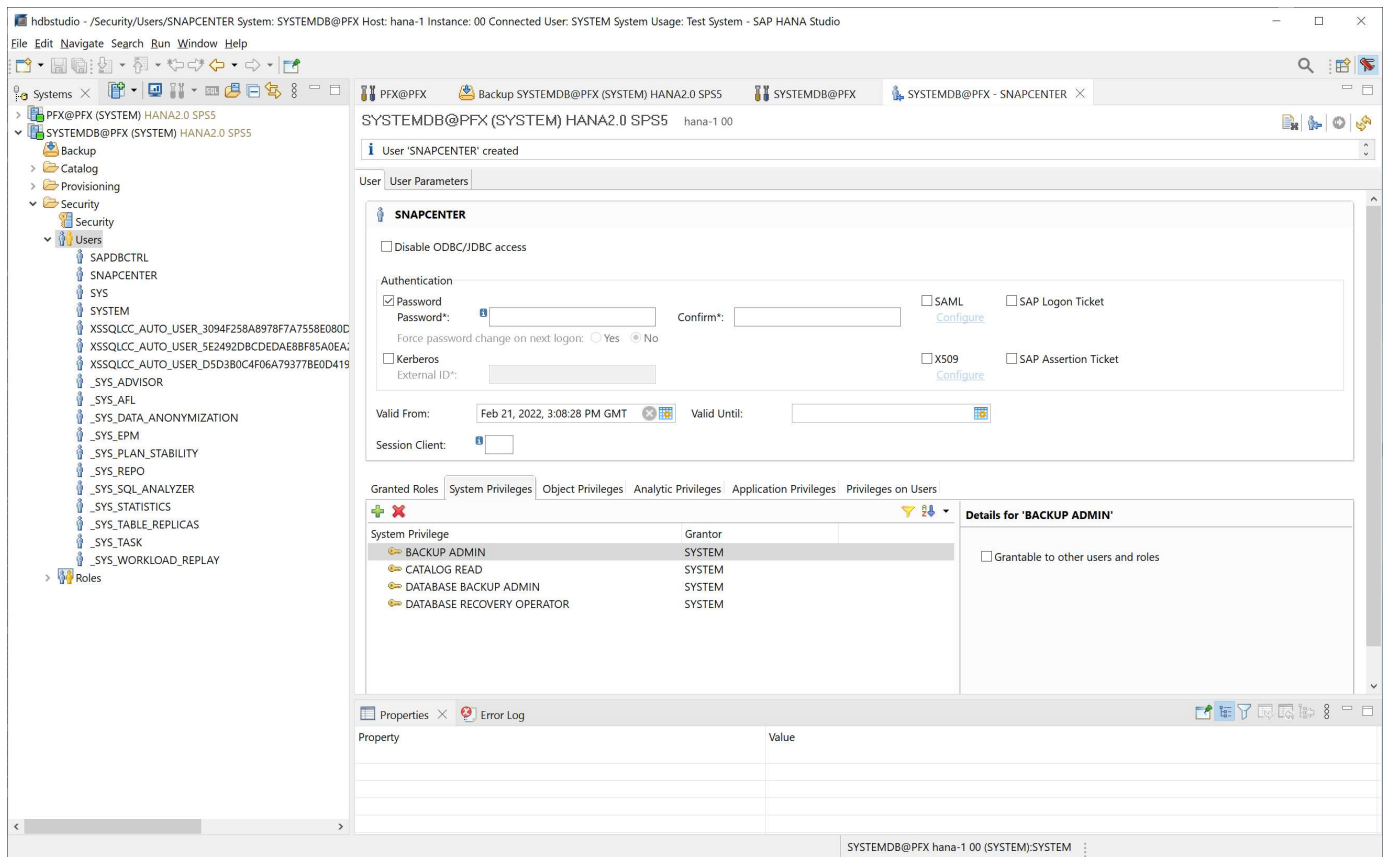 hdbstudio - /Security/Users/SNAPCENTER System: SYSTEMDB@PFX Host: hana-1 Instance: 00 Connected User: SYSTEM System Usage: Test System - SAP HANA Studio
File Edit Navigate Search Run Window Help
Systems
PFX@PFX (SYSTEM) HANA2.0 SPS5
SYSTEMDB@PFX (SYSTEM) HANA2.0 SPS5
Backup
Catalog
Provisioning
Security
Security
Users
SAPDBCTRL
SNAPCENTER
SYS
SYSTEM
XSSQLCC_AUTO_USER_3094F258A8978F7A7558E080D
XSSQLCC_AUTO_USER_5E2492DBCDEDAE8BF85A0EA2
XSSQLCC_AUTO_USER_D5D3B0C4F06A79377BE0D419
_SYS_ADVISOR
_SYS_AFL
_SYS_DATA_ANONYMIZATION
_SYS_EPM
_SYS_PLAN_STABILITY
_SYS_REPO
_SYS_SQL_ANALYZER
_SYS_STATISTICS
_SYS_TABLE_REPLICAS
_SYS_TASK
_SYS_WORKLOAD_REPLAY
Roles
PFX@PFX Backup SYSTEMDB@PFX (SYSTEM) HANA2.0 SPS5 SYSTEMDB@PFX SYSTEMDB@PFX - SNAPCENTER
SYSTEMDB@PFX (SYSTEM) HANA2.0 SPS5 hana-1 00
User 'SNAPCENTER' created
User User Parameters
SNAPCENTER
Disable ODBC/JDBC access
Authentication
Password SAML SAP Logon Ticket
Password*: Confirm*: Configure
Force password change on next logon: Yes No
Kerberos X509 SAP Assertion Ticket
External ID*: Configure
Valid From: Feb 21, 2022, 3:08:28 PM GMT Valid Until:
Session Client:
Granted Roles System Privileges Object Privileges Analytic Privileges Application Privileges Privileges on Users
System Privilege Grantor
BACKUP ADMIN SYSTEM
CATALOG READ SYSTEM
DATABASE BACKUP ADMIN SYSTEM
DATABASE RECOVERY OPERATOR SYSTEM
Details for 'BACKUP ADMIN'
Grantable to other users and roles
Properties Error Log
Property Value
SYSTEMDB@PFX hana-1 00 (SYSTEM):SYSTEM